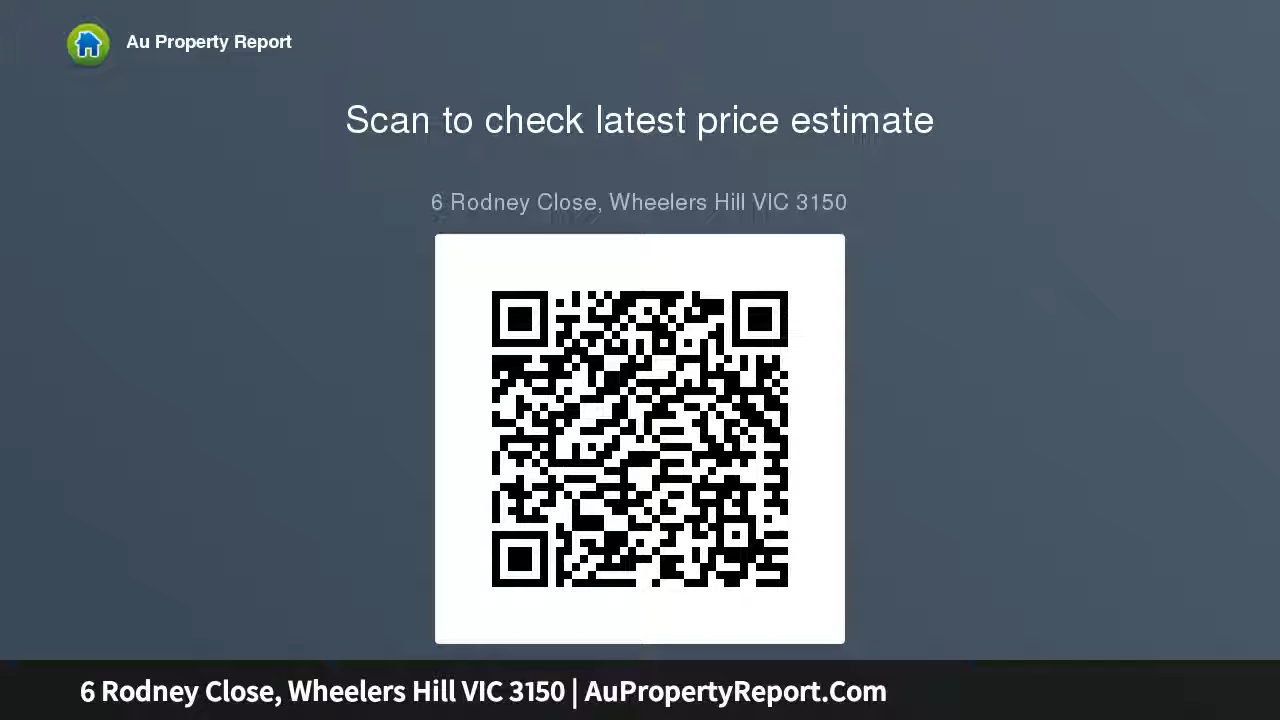 Au Property Report
Scan to check latest price estimate
6 Rodney Close, Wheelers Hill VIC 3150
6 Rodney Close, Wheelers Hill VIC 3150 | AuPropertyReport.Com